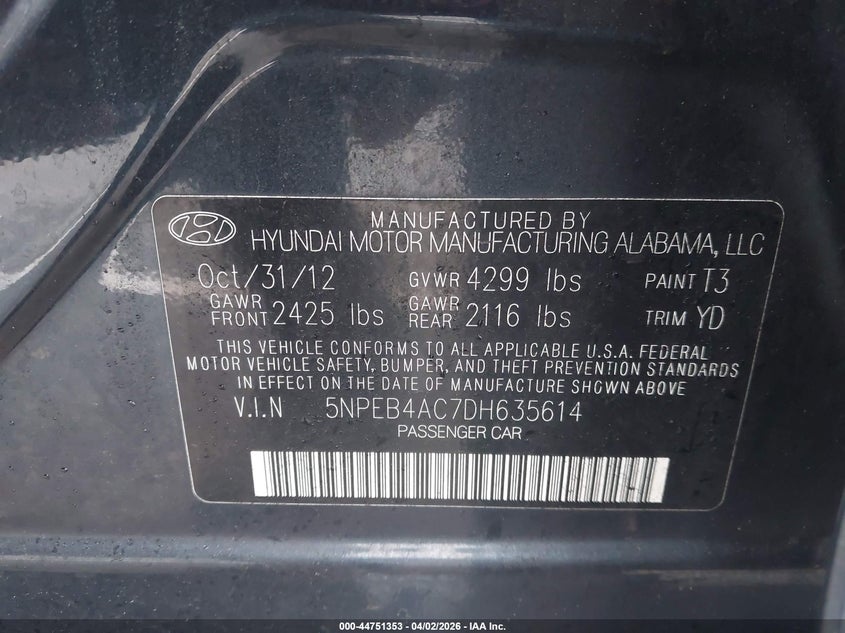 MANUFACTURED BY
HYUNDAI MOTOR MANUFACTURING ALABAMA, LLC
Oct/31/12 GVWR 4299 lbs PAINT T3
GAWR FRONT 2425 lbs GAWR REAR 2116 lbs TRIM YD
THIS VEHICLE CONFORMS TO ALL APPLICABLE U.S.A. FEDERAL
MOTOR VEHICLE SAFETY, BUMPER, AND THEFT PREVENTION STANDARDS
IN EFFECT ON THE DATE OF MANUFACTURE SHOWN ABOVE
V.I.N 5NPEB4AC7DH635614
PASSENGER CAR
000-44751353 - 04/02/2026 - IAA Inc.